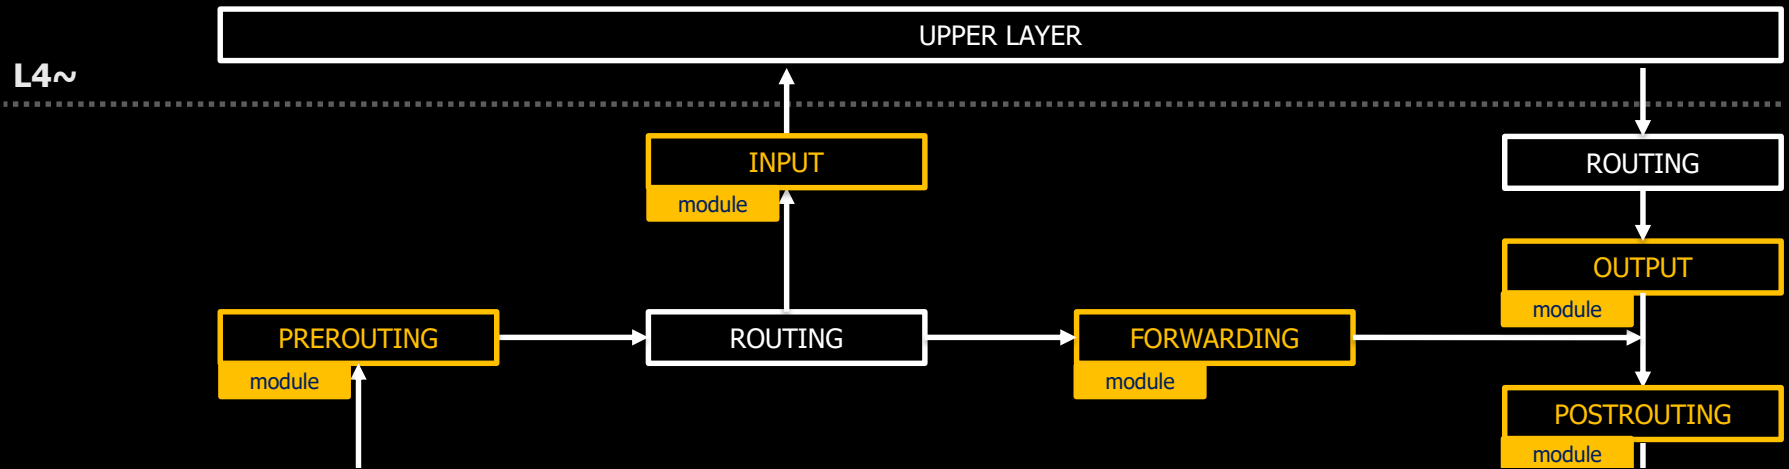 UPPER LAYER
L4~
INPUT
module
ROUTING
OUTPUT
module
PREROUTING
module
ROUTING
FORWARDING
module
POSTROUTING
module